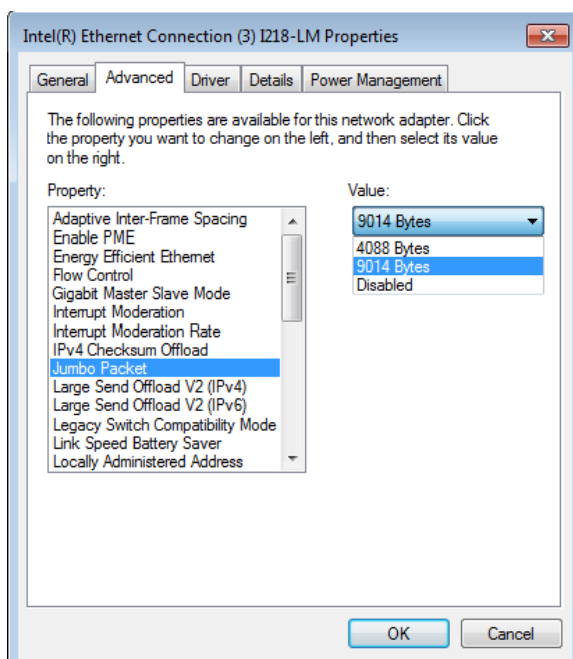 Intel(R) Ethernet Connection (3) I218-LM Properties
General Advanced Driver Details Power Management
The following properties are available for this network adapter. Click
the property you want to change on the left, and then select its value
on the right.
Property:
Adaptive Inter-Frame Spacing
Enable PME
Energy Efficient Ethernet
Flow Control
Gigabit Master Slave Mode
Interrupt Moderation
Interrupt Moderation Rate
IPv4 Checksum Offload
Jumbo Packet
Large Send Offload V2 (IPv4)
Large Send Offload V2 (IPv6)
Legacy Switch Compatibility Mode
Link Speed Battery Saver
Locally Administered Address
Value:
9014 Bytes
4088 Bytes
9014 Bytes
Disabled
OK Cancel